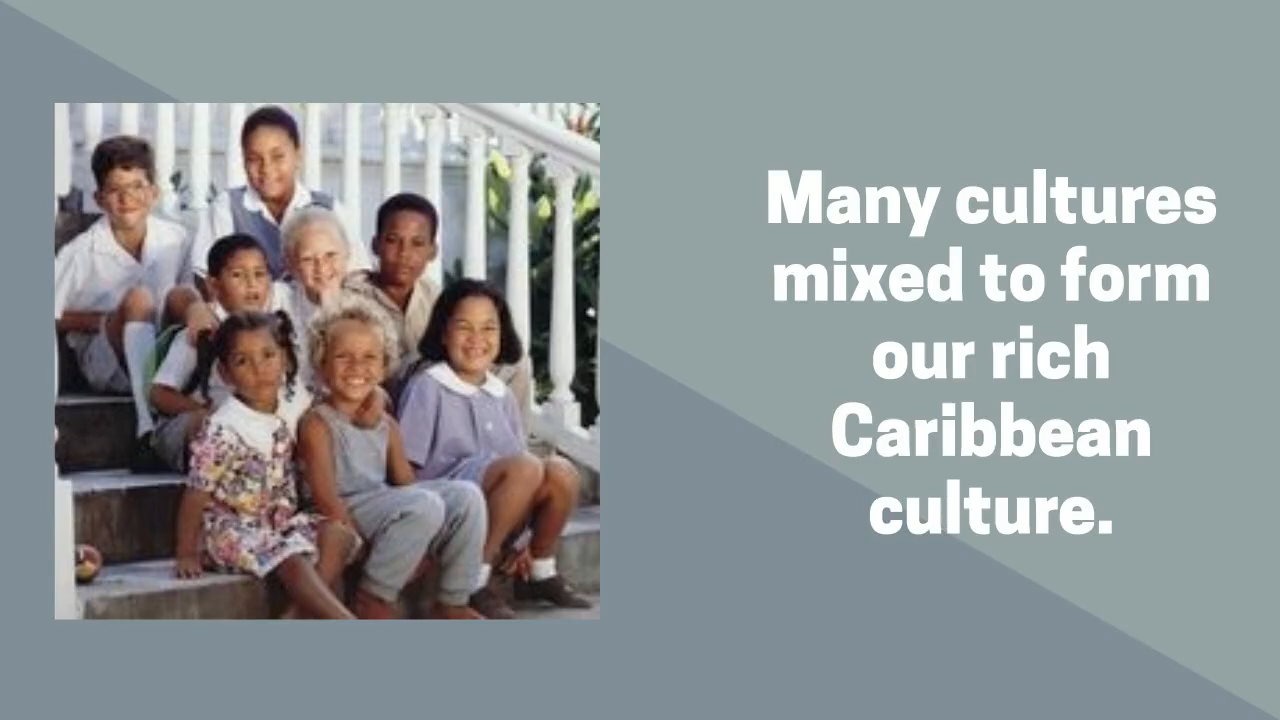 Many cultures
mixed to form
our rich
Caribbean
culture.